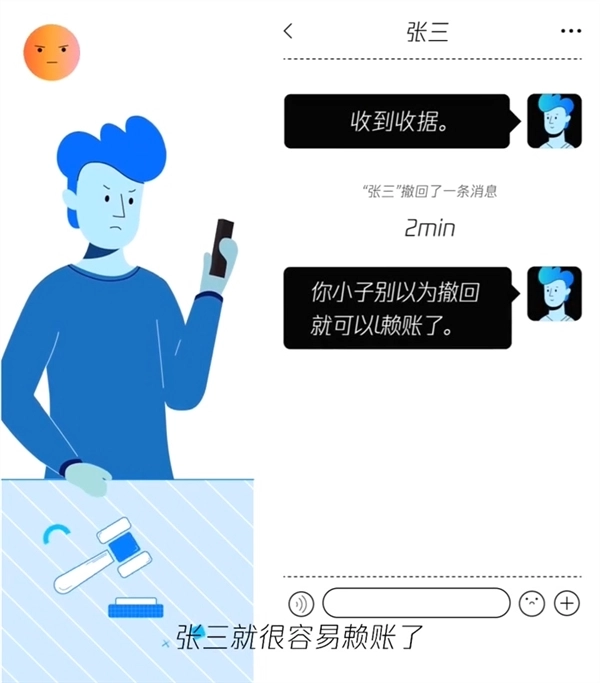 张三
收到收据。
“张三”撤回了一条消息
2min
你小子别以为撤回
就可以l赖账了。
张三就很容易赖账了